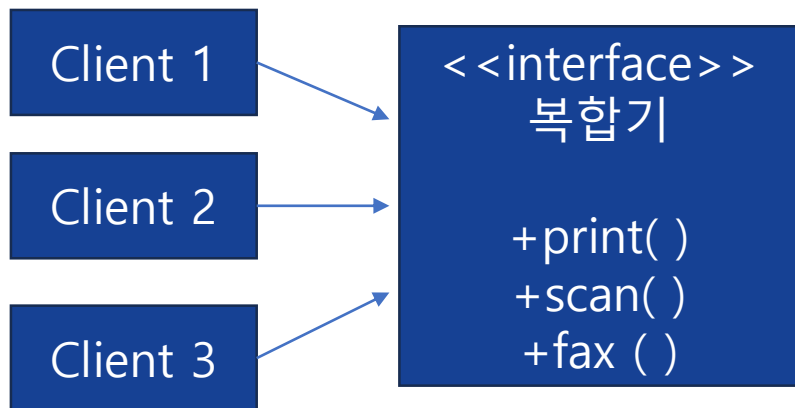 Client 1
Client 2
Client 3
<<interface>>
복합기
+print( )
+scan( )
+fax ( )